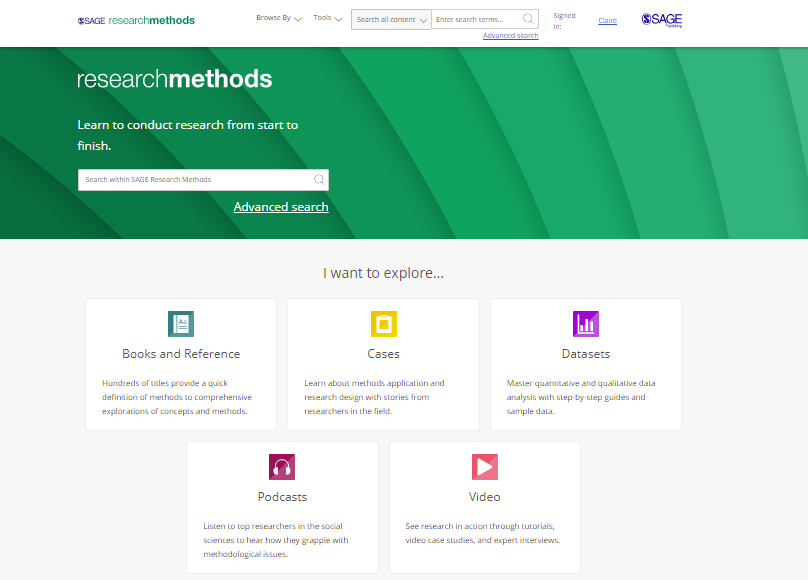 SAGE researchmethods
Browse By
Tools
Search all content
Enter search terms...
Advanced search
Signed
in:
Claire
SAGE
Publishing
researchmethods
Learn to conduct research from start to
finish.
Search within SAGE Research Methods
Advanced search
I want to explore...
Books and Reference
Hundreds of titles provide a quick
definition of methods to comprehensive
explorations of concepts and methods.
Cases
Learn about methods application and
research design with stories from
researchers in the field.
Datasets
Master quantitative and qualitative data
analysis with step-by-step guides and
sample data.
Podcasts
Listen to top researchers in the social
sciences to hear how they grapple with
methodological issues.
Video
See research in action through tutorials,
video case studies, and expert interviews.